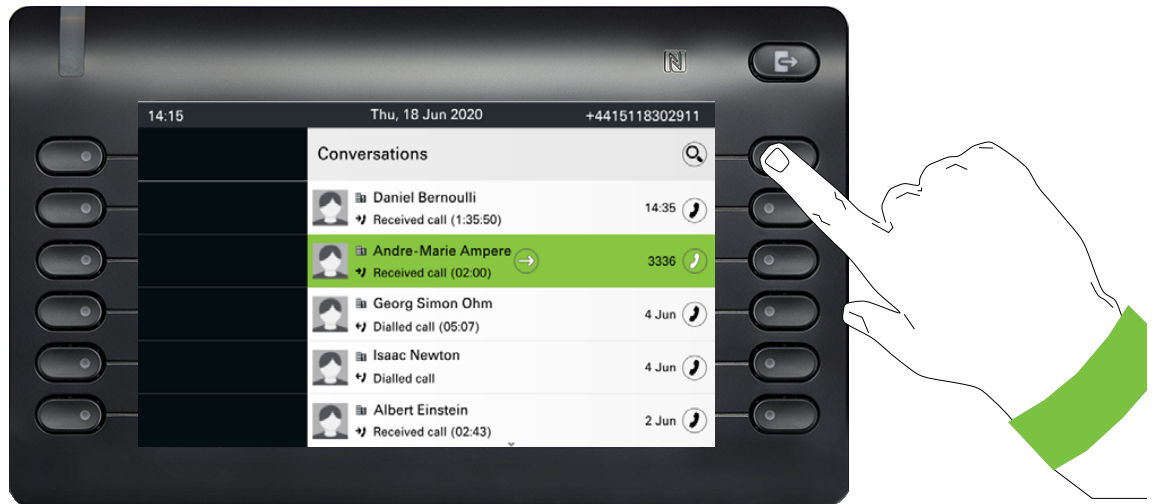 14:15 Thu, 18 Jun 2020 +4415118302911
Conversations
Daniel Bernoulli
Received call (1:35:50)
14:35
Andre-Marie Ampere
Received call (02:00)
3336
Georg Simon Ohm
Dialled call (05:07)
4 Jun
Isaac Newton
Dialled call
4 Jun
Albert Einstein
Received call (02:43)
2 Jun